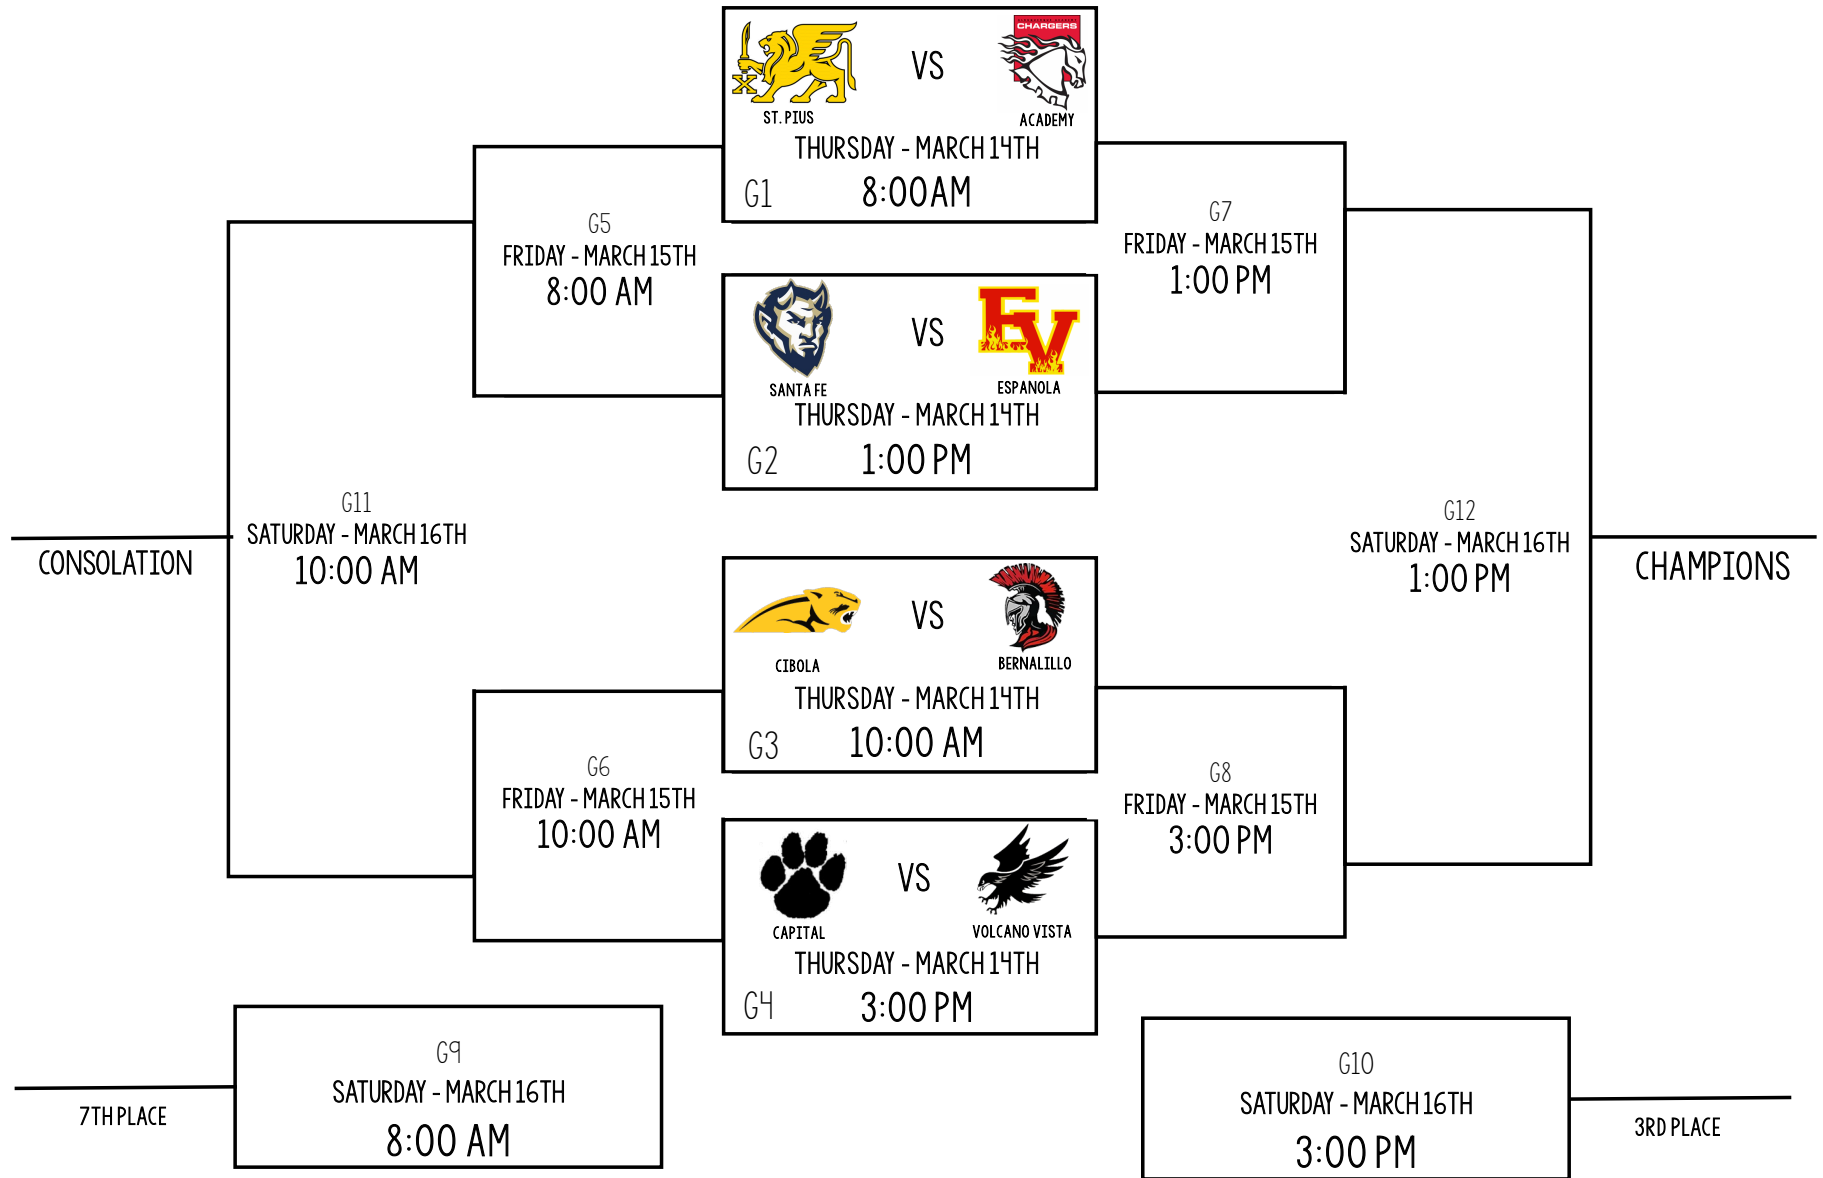 CHARGERS
X
VS
ST. PIUS
ACADEMY
THURSDAY - MARCH 14TH
G1
8:00AM
G5
FRIDAY - MARCH 15TH
8:00 AM
G7
FRIDAY - MARCH 15TH
1:00 PM
VS
EV
SANTA FE
ESPANOLA
THURSDAY - MARCH 14TH
G2
1:00 PM
G11
SATURDAY - MARCH 16TH
10:00 AM
CONSOLATION
G12
SATURDAY - MARCH 16TH
1:00 PM
CHAMPIONS
VS
CIBOLA
BERNALILLO
THURSDAY - MARCH 14TH
G3
10:00 AM
G6
FRIDAY - MARCH 15TH
10:00 AM
G8
FRIDAY - MARCH 15TH
3:00 PM
VS
CAPITAL
VOLCANO VISTA
THURSDAY - MARCH 14TH
G4
3:00 PM
G9
SATURDAY - MARCH 16TH
8:00 AM
7TH PLACE
G10
SATURDAY - MARCH 16TH
3:00 PM
3RD PLACE